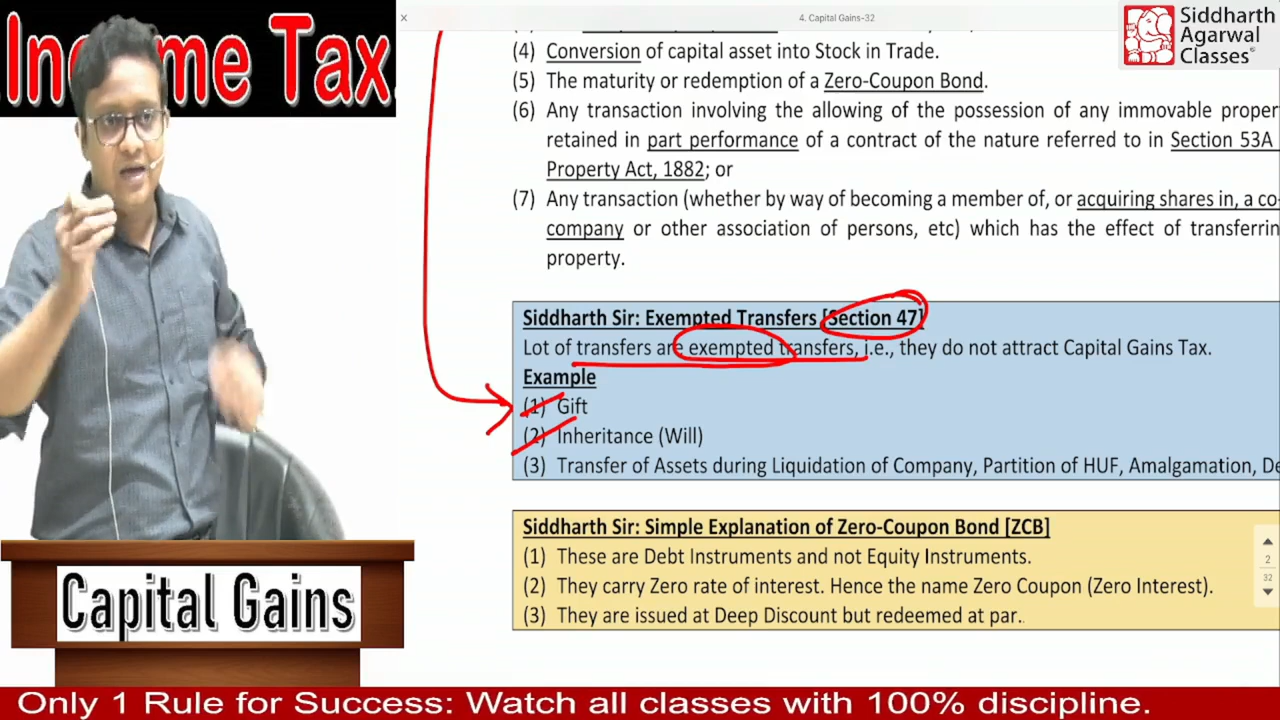 Income Tax.
4. Capital Gains-32
Siddharth
Agarwal
Classes®
(4) Conversion of capital asset into Stock in Trade.
(5) The maturity or redemption of a Zero-Coupon Bond.
(6) Any transaction involving the allowing of the possession of any immovable proper
retained in part performance of a contract of the nature referred to in Section 53A
Property Act, 1882; or
(7) Any transaction (whether by way of becoming a member of, or acquiring shares in, a co-
company or other association of persons, etc) which has the effect of transferrin
property.
Siddharth Sir: Exempted Transfers [Section 47]
Lot of transfers are exempted transfers, i.e., they do not attract Capital Gains Tax.
Example
(1) Gift
(2) Inheritance (Will)
(3) Transfer of Assets during Liquidation of Company, Partition of HUF, Amalgamation, De
Siddharth Sir: Simple Explanation of Zero-Coupon Bond [ZCB]
(1) These are Debt Instruments and not Equity Instruments.
(2) They carry Zero rate of interest. Hence the name Zero Coupon (Zero Interest).
(3) They are issued at Deep Discount but redeemed at par.
2
32
Capital Gains
Only 1 Rule for Success: Watch all classes with 100% discipline.